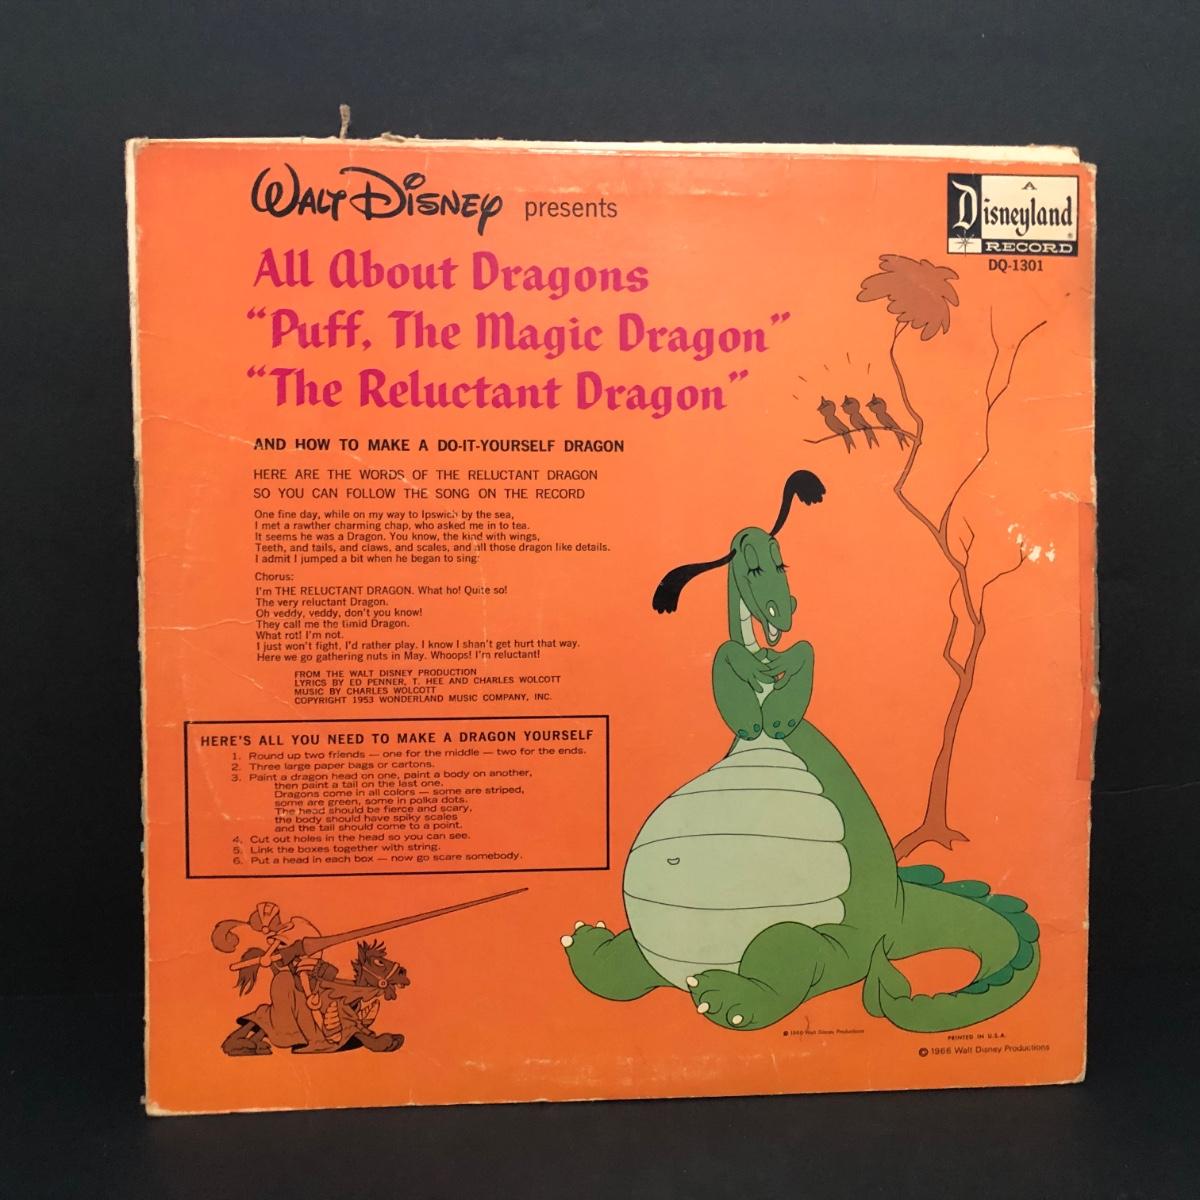 WALT DISNEY presents
A
Disneyland
®
RECORD
DQ-1301
All About Dragons
“Puff, The Magic Dragon”
“The Reluctant Dragon”
AND HOW TO MAKE A DO-IT-YOURSELF DRAGON
HERE ARE THE WORDS OF THE RELUCTANT DRAGON
SO YOU CAN FOLLOW THE SONG ON THE RECORD
One fine day, while on my way to Ipswich by the sea,
I met a rawther charming chap, who asked me in to tea.
It seems he was a Dragon. You know, the kind with wings,
Teeth, and tails, and claws, and scales, and all those dragon like details.
I admit I jumped a bit when he began to sing:
Chorus:
I'm THE RELUCTANT DRAGON. What ho! Quite so!
The very reluctant Dragon.
Oh veddy, veddy, don't you know!
They call me the timid Dragon.
What rot! I'm not.
I just won't fight, I'd rather play. I know I shan't get hurt that way.
Here we go gathering nuts in May. Whoops! I'm reluctant!
FROM THE WALT DISNEY PRODUCTION
LYRICS BY ED PENNER, T. HEE AND CHARLES WOLCOTT
MUSIC BY CHARLES WOLCOTT
COPYRIGHT 1953 WONDERLAND MUSIC COMPANY, INC.
HERE'S ALL YOU NEED TO MAKE A DRAGON YOURSELF
1. Round up two friends — one for the middle — two for the ends.
2. Three large paper bags or cartons.
3. Paint a dragon head on one, paint a body on another,
then paint a tail on the last one.
Dragons come in all colors — some are striped,
some are green, some in polka dots.
The head should be fierce and scary,
the body should have spiky scales
and the tail should come to a point.
4. Cut out holes in the head so you can see.
5. Link the boxes together with string.
6. Put a head in each box — now go scare somebody.
© 1966 Walt Disney Productions
PRINTED IN U.S.A.
© 1966 Walt Disney Productions